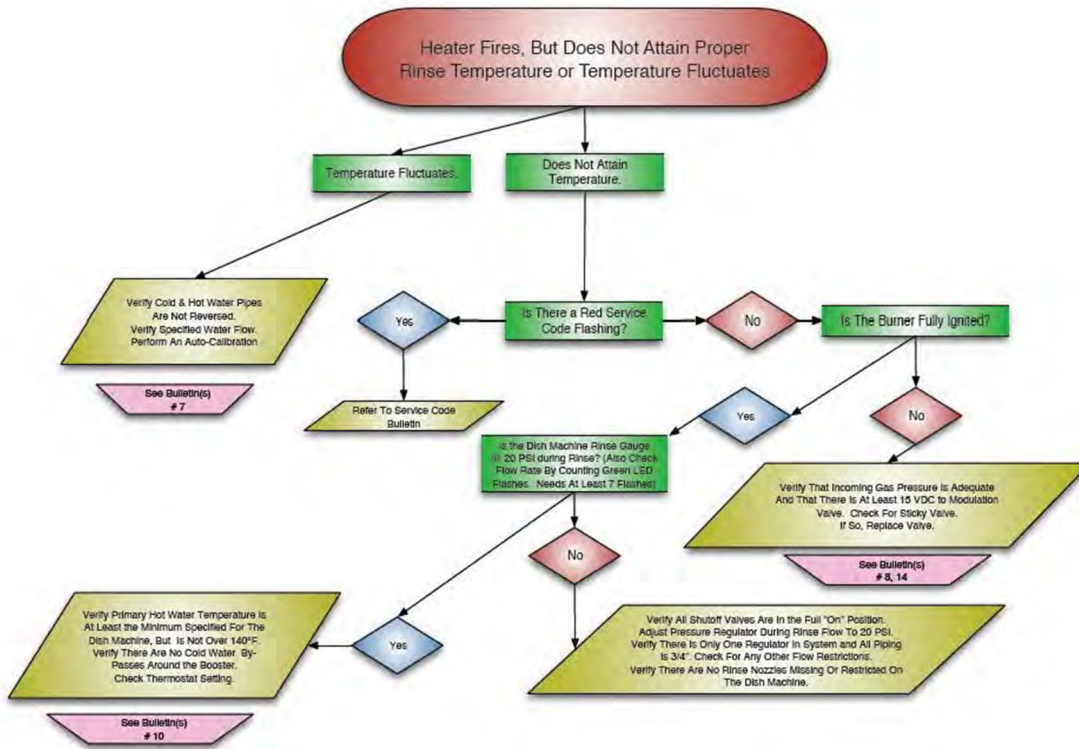 Heater Fires, But Does Not Attain Proper
Rinse Temperature or Temperature Fluctuates
Temperature Fluctuates.
Does Not Attain
Temperature.
Verify Cold & Hot Water Pipes
Are Not Reversed.
Verify Specified Water Flow.
Perform An Auto-Calibration
See Bulletin(s)
# 7
Is There a Red Service
Code Flashing?
Yes
Refer To Service Code
Bulletin
No
Is The Burner Fully Ignited?
No
Verify That Incoming Gas Pressure Is Adequate
And That There Is At Least 15 VDC to Modulation
Valve. Check For Sticky Valve.
If So, Replace Valve.
See Bulletin(s)
# 8, 14
Yes
Is the Dish Machine Rinse Gauge
@ 20 PSI during Rinse? (Also Check
Flow Rate By Counting Green LED
Flashes. Needs At Least 7 Flashes)
No
Verify All Shutoff Valves Are In the Full "On" Position.
Adjust Pressure Regulator During Rinse Flow To 20 PSI.
Verify There Is Only One Regulator In System and All Piping
Is 3/4". Check For Any Other Flow Restrictions.
Verify There Are No Rinse Nozzles Missing Or Restricted On
The Dish Machine.
Yes
Verify Primary Hot Water Temperature Is
At Least the Minimum Specified For The
Dish Machine, But Is Not Over 140°F.
Verify There Are No Cold Water By-
Passes Around the Booster.
Check Thermostat Setting.
See Bulletin(s)
# 10